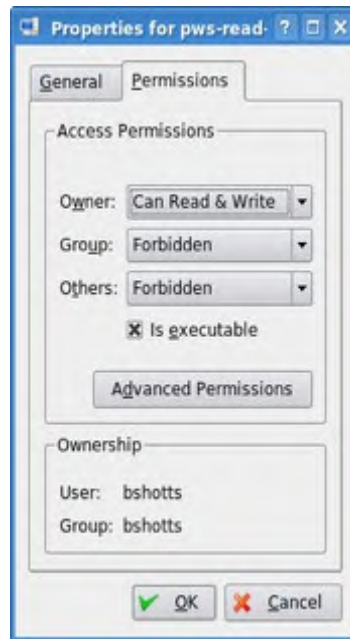 Properties for pws-read-
General Permissions
Access Permissions
Owner: Can Read & Write
Group: Forbidden
Others: Forbidden
Is executable
Advanced Permissions
Ownership
User: bshotts
Group: bshotts
OK Cancel